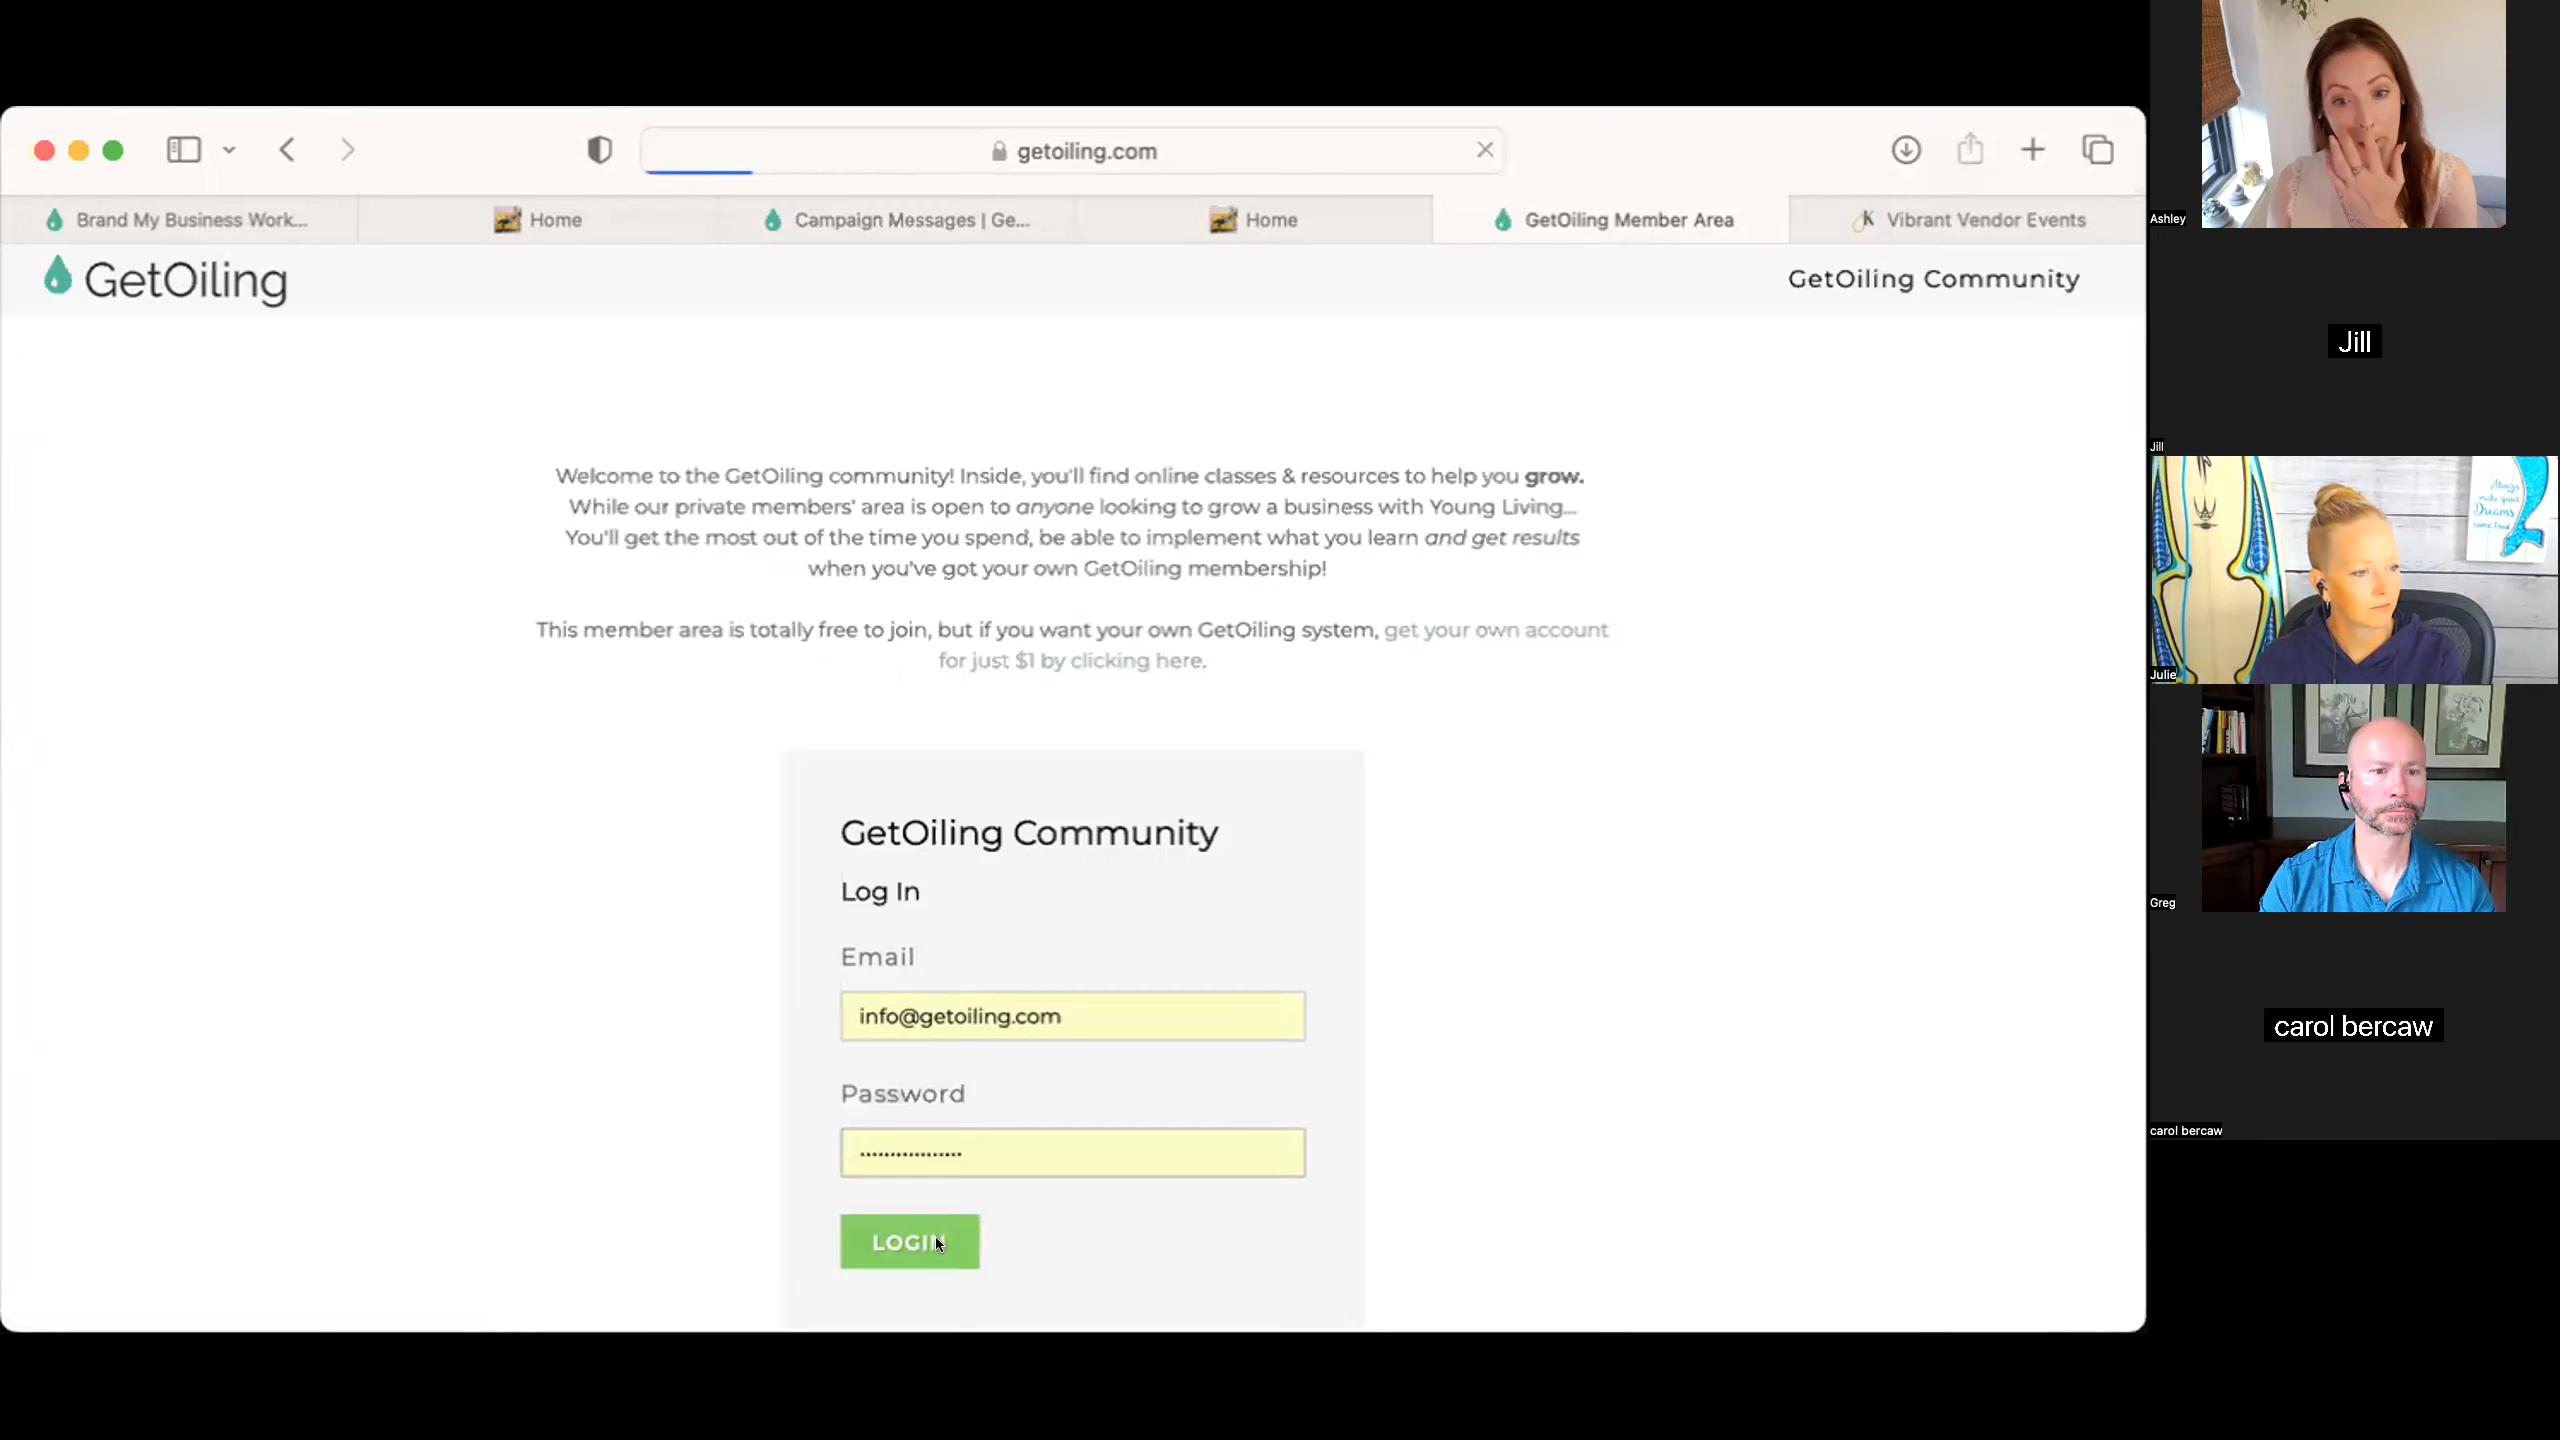 getoiling.com
Brand My Business Work...
Home
Campaign Messages | Ge...
Home
GetOiling Member Area
Vibrant Vendor Events
GetOiling
GetOiling Community
Welcome to the GetOiling community! Inside, you'll find online classes & resources to help you grow.
While our private members' area is open to anyone looking to grow a business with Young Living...
You'll get the most out of the time you spend, be able to implement what you learn and get results
when you've got your own GetOiling membership!
This member area is totally free to join, but if you want your own GetOiling system, get your own account
for just $1 by clicking here.
GetOiling Community
Log In
Email
info@getoiling.com
Password
LOGIN
Ashley
Jill
Jill
Always
make your
Dreams
come true
Julie
Greg
carol bercaw
carol bercaw